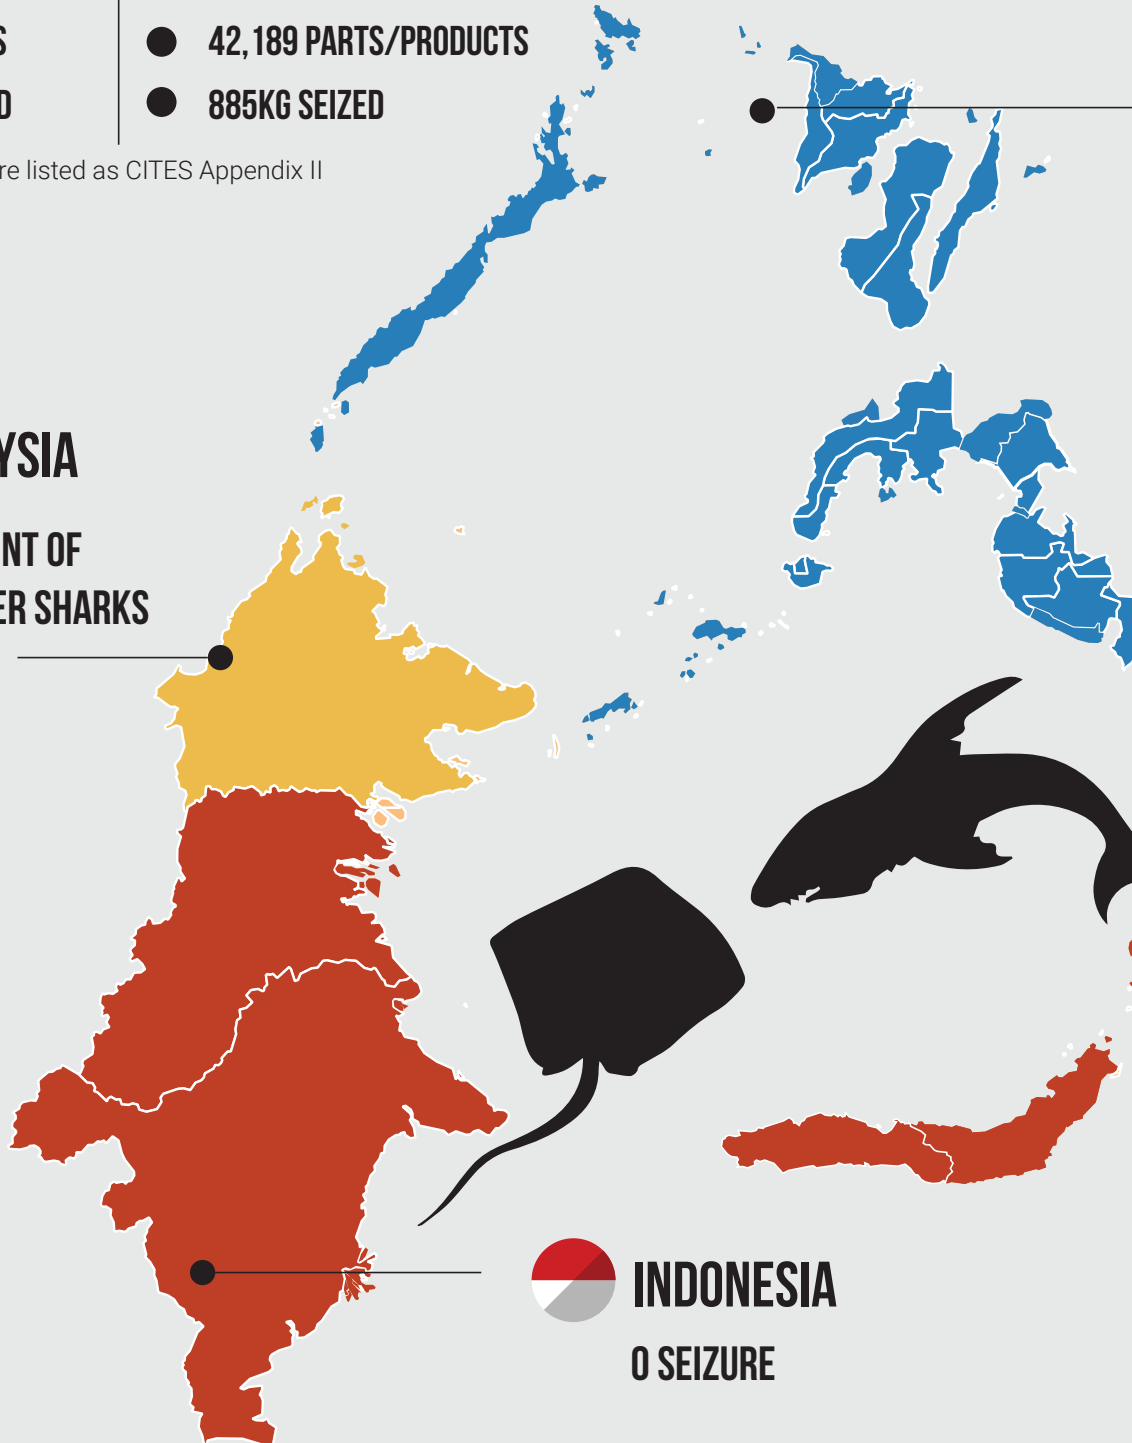 S
42,189 PARTS/PRODUCTS
D
885KG SEIZED
re listed as CITES Appendix II
YSIA
NT OF
ER SHARKS
INDONESIA
0 SEIZURE